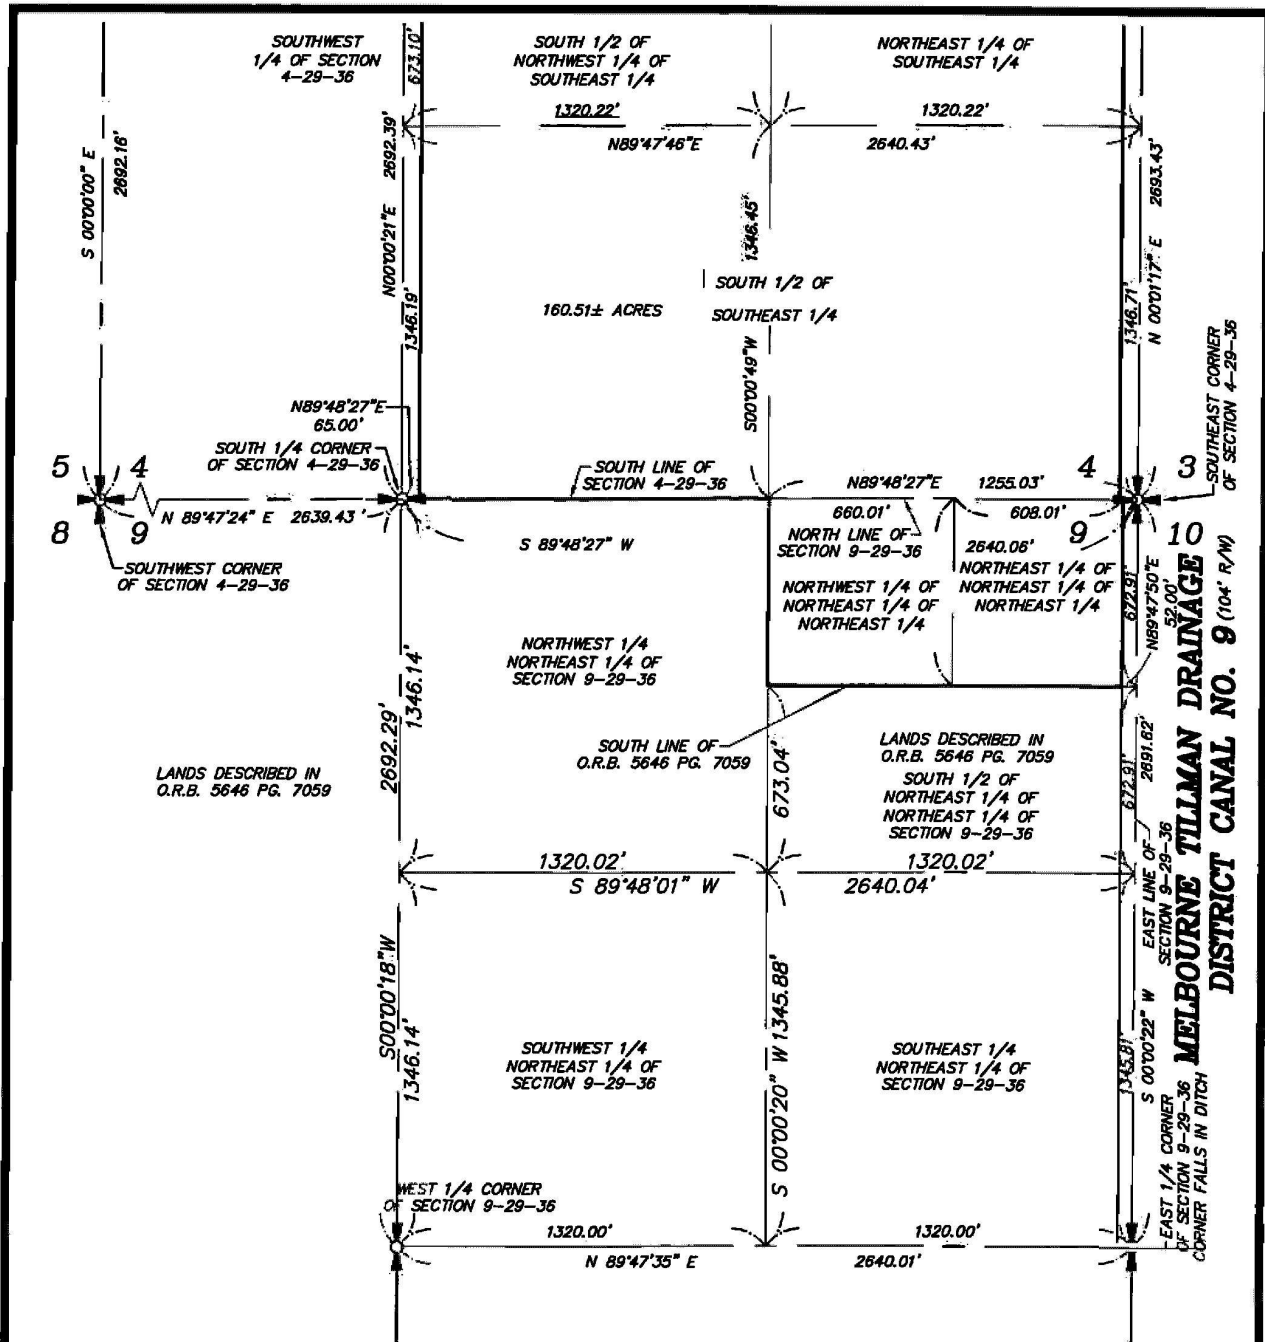 SOUTHWEST
1/4 OF SECTION
4-29-36
673.10'
SOUTH 1/2 OF
NORTHWEST 1/4 OF
SOUTHEAST 1/4
NORTHEAST 1/4 OF
SOUTHEAST 1/4
1320.22'
1320.22'
N89°47'46"E
2640.43'
S 00°00'00" E
2692.16'
N00°00'21"E 2692.39'
1346.19'
1346.45'
S00°00'49"W
2693.43'
N 00°01'17" E
1346.71'
SOUTH 1/2 OF
SOUTHEAST 1/4
160.51± ACRES
SOUTHEAST CORNER
OF SECTION 4-29-36
N89°48'27"E
65.00'
SOUTH 1/4 CORNER
OF SECTION 4-29-36
5 4
SOUTH LINE OF
SECTION 4-29-36
N89°48'27"E
1255.03'
4 3
N 89°47'24" E 2639.43'
660.01'
608.01'
8 9
9 10
S 89°48'27" W
NORTH LINE OF
SECTION 9-29-36
2640.06'
SOUTHWEST CORNER
OF SECTION 4-29-36
NORTHWEST 1/4 OF
NORTHEAST 1/4 OF
NORTHEAST 1/4
NORTHEAST 1/4 OF
NORTHEAST 1/4 OF
NORTHEAST 1/4
672.91'
N89°47'50"E
52.00'
MELBOURNE TILLMAN DRAINAGE
DISTRICT CANAL NO. 9 (104' R/W)
NORTHWEST 1/4
NORTHEAST 1/4 OF
SECTION 9-29-36
2692.29'
1346.14'
LANDS DESCRIBED IN
O.R.B. 5646 PG. 7059
SOUTH LINE OF
O.R.B. 5646 PG. 7059
673.04'
LANDS DESCRIBED IN
O.R.B. 5646 PG. 7059
SOUTH 1/2 OF
NORTHEAST 1/4 OF
NORTHEAST 1/4 OF
SECTION 9-29-36
672.91'
2691.62'
EAST LINE OF
SECTION 9-29-36
1320.02'
1320.02'
S 89°48'01" W
2640.04'
S00°00'18"W
1346.14'
S 00°00'20" W 1345.88'
1345.81'
S 00°00'22" W
SOUTHWEST 1/4
NORTHEAST 1/4 OF
SECTION 9-29-36
SOUTHEAST 1/4
NORTHEAST 1/4 OF
SECTION 9-29-36
EAST 1/4 CORNER
OF SECTION 9-29-36
CORNER FALLS IN DITCH
WEST 1/4 CORNER
OF SECTION 9-29-36
1320.00'
1320.00'
N 89°47'35" E
2640.01'